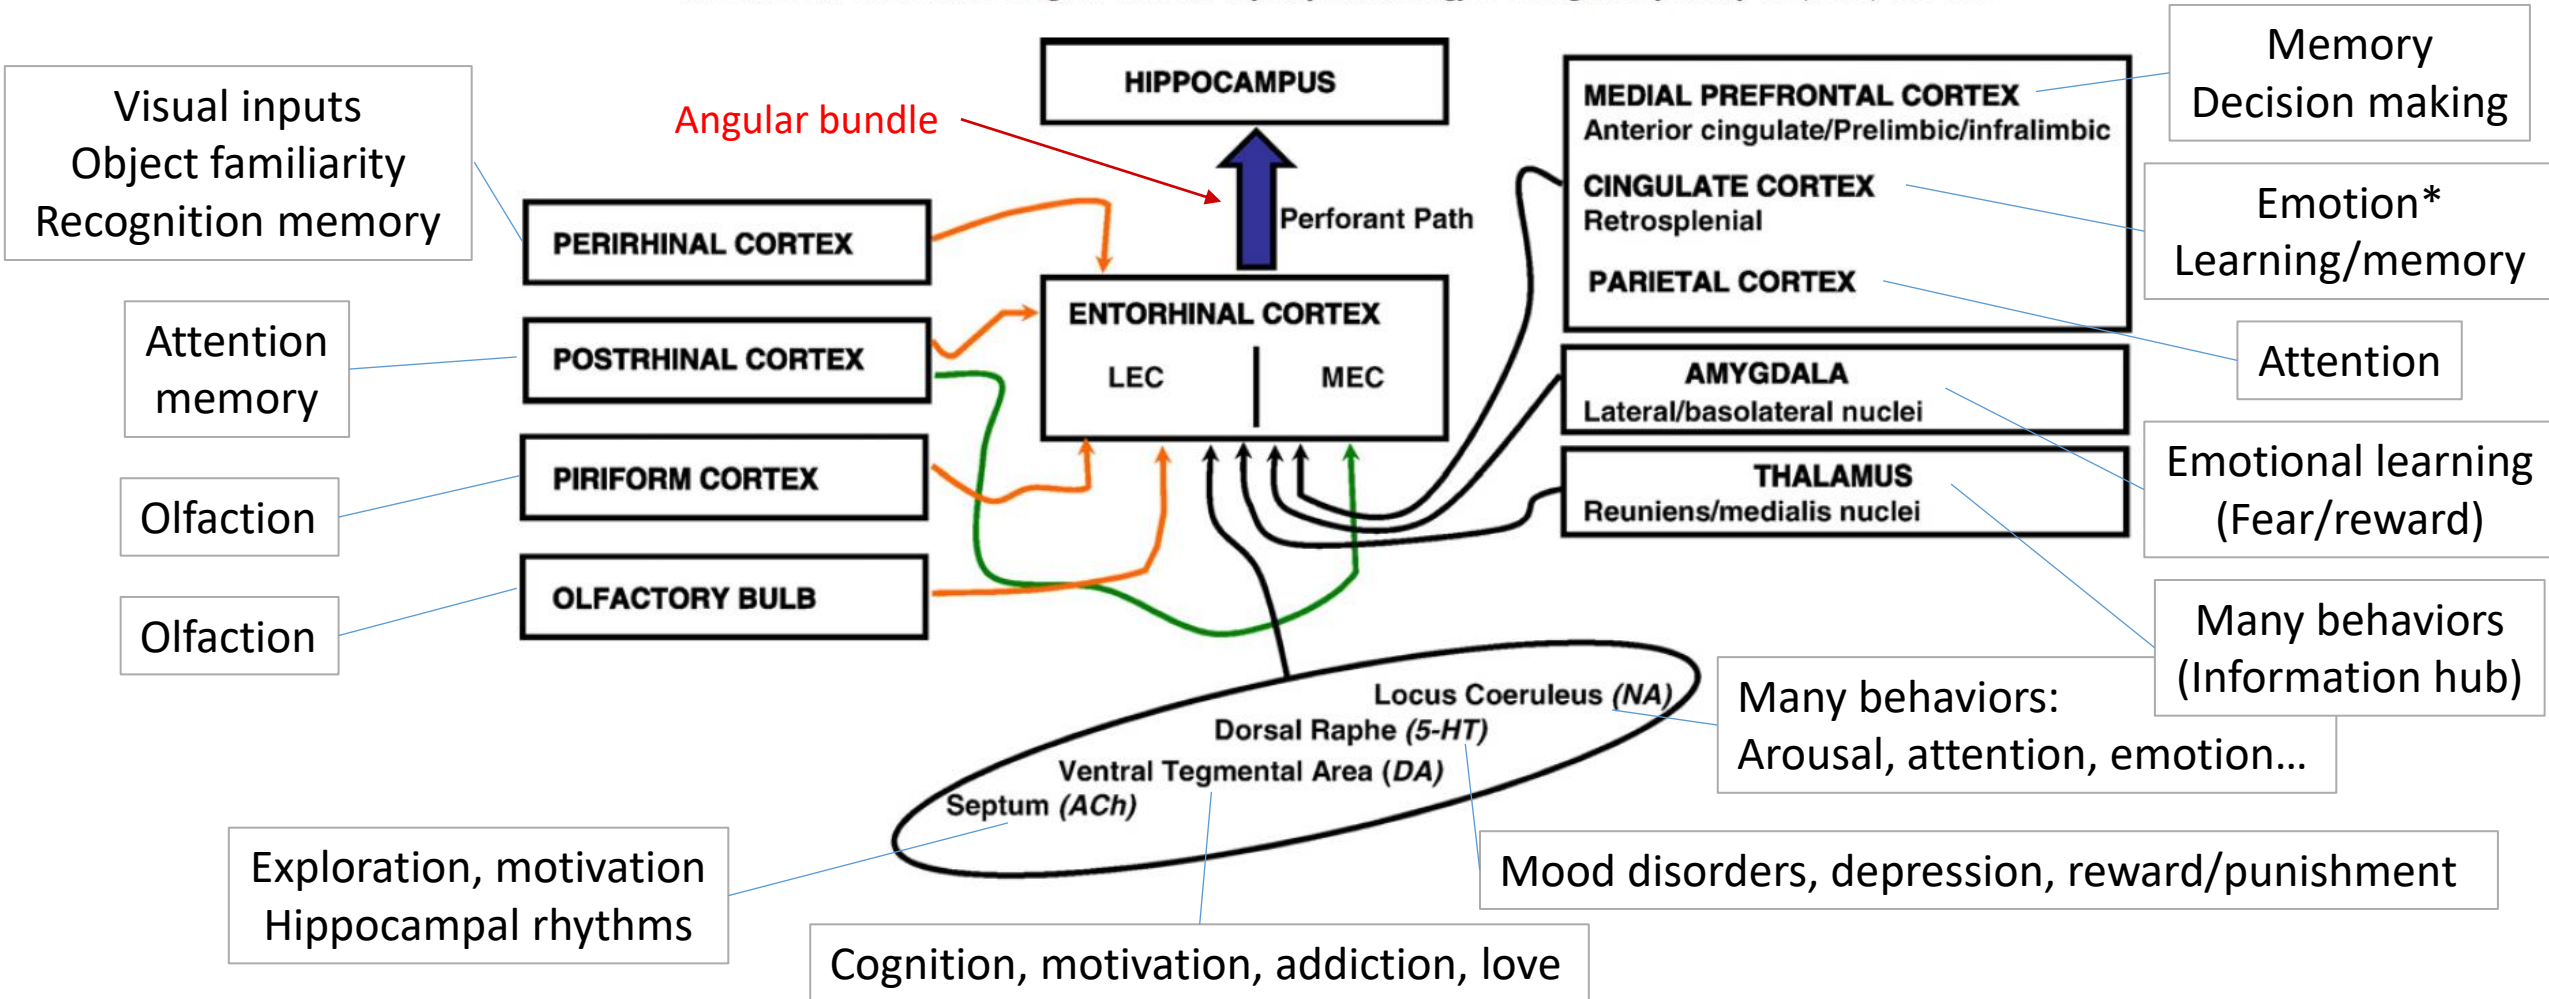 HIPPOCAMPUS
Angular bundle
Perforant Path
Visual inputs
Object familiarity
Recognition memory
PERIRHINAL CORTEX
Attention
memory
POSTRHINAL CORTEX
Olfaction
PIRIFORM CORTEX
Olfaction
OLFACTORY BULB
ENTORHINAL CORTEX
LEC
MEC
MEDIAL PREFRONTAL CORTEX
Anterior cingulate/Prelimbic/infralimbic
CINGULATE CORTEX
Retrosplenial
PARIETAL CORTEX
Memory
Decision making
Emotion*
Learning/memory
Attention
AMYGDALA
Lateral/basolateral nuclei
THALAMUS
Reuniens/medialis nuclei
Emotional learning
(Fear/reward)
Many behaviors
(Information hub)
Locus Coeruleus (NA)
Dorsal Raphe (5-HT)
Ventral Tegmental Area (DA)
Septum (ACh)
Many behaviors:
Arousal, attention, emotion…
Exploration, motivation
Hippocampal rhythms
Mood disorders, depression, reward/punishment
Cognition, motivation, addiction, love